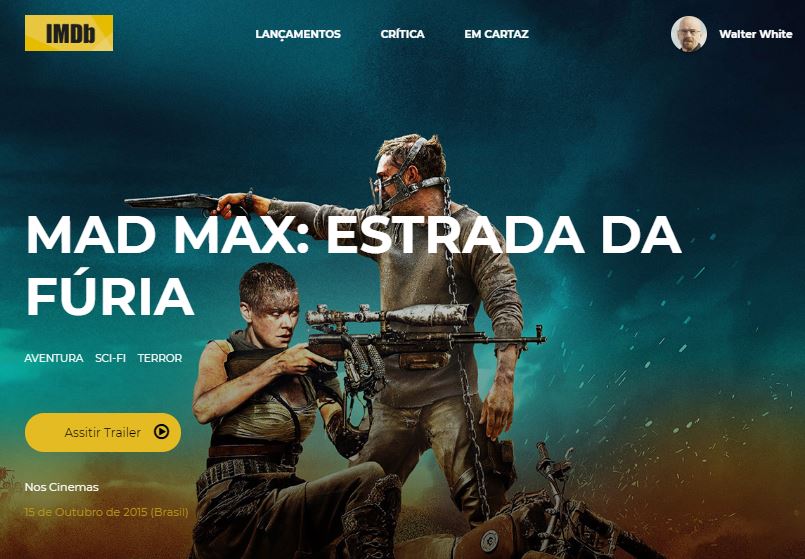 IMDb
LANÇAMENTOS CRÍTICA EM CARTAZ
Walter White
MAD MAX: ESTRADA DA
FÚRIA
AVENTURA SCI-FI TERROR
Assitir Trailer
Nos Cinemas
15 de Outubro de 2015 (Brasil)